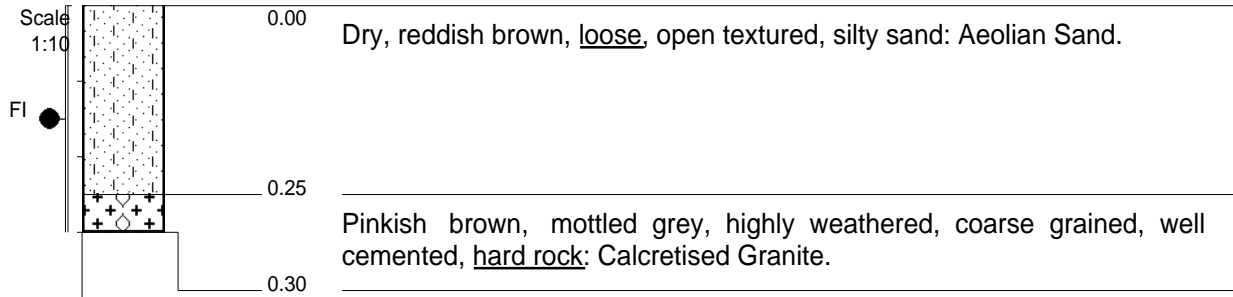 Scale
1:10
0.00
Dry, reddish brown, loose, open textured, silty sand: Aeolian Sand.
FI
0.25
Pinkish brown, mottled grey, highly weathered, coarse grained, well
cemented, hard rock: Calcretised Granite.
0.30